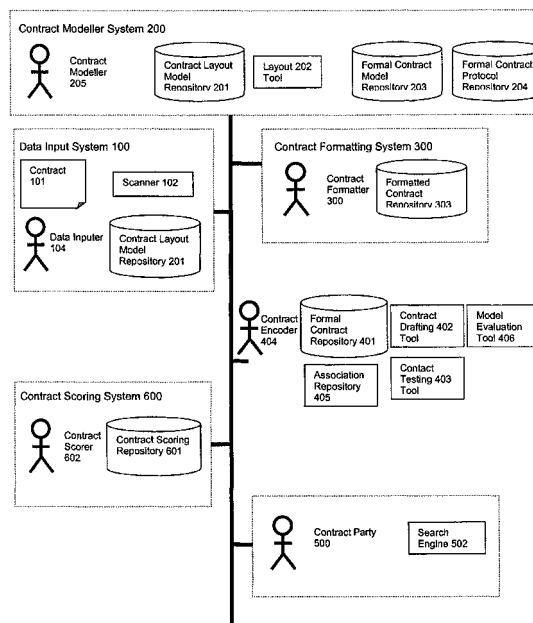 Contract Modeller System 200
Contract
Modeller
205
Contract Layout
Model
Repository 201
Layout 202
Tool
Formal Contract
Model
Repository 203
Formal Contract
Protocol
Repository 204
Data Input System 100
Contract
101
Scanner 102
Data Inputer
104
Contract Layout
Model
Repository 201
Contract Formatting System 300
Contract
Formatter
300
Formatted
Contract
Repository 303
Contract
Encoder
404
Formal
Contract
Repository 401
Contract
Drafting 402
Tool
Model
Evaluation
Tool 406
Association
Repository
405
Contact
Testing 403
Tool
Contract Scoring System 600
Contract
Scorer
602
Contract Scoring
Repository 601
Contract Party
500
Search
Engine 502